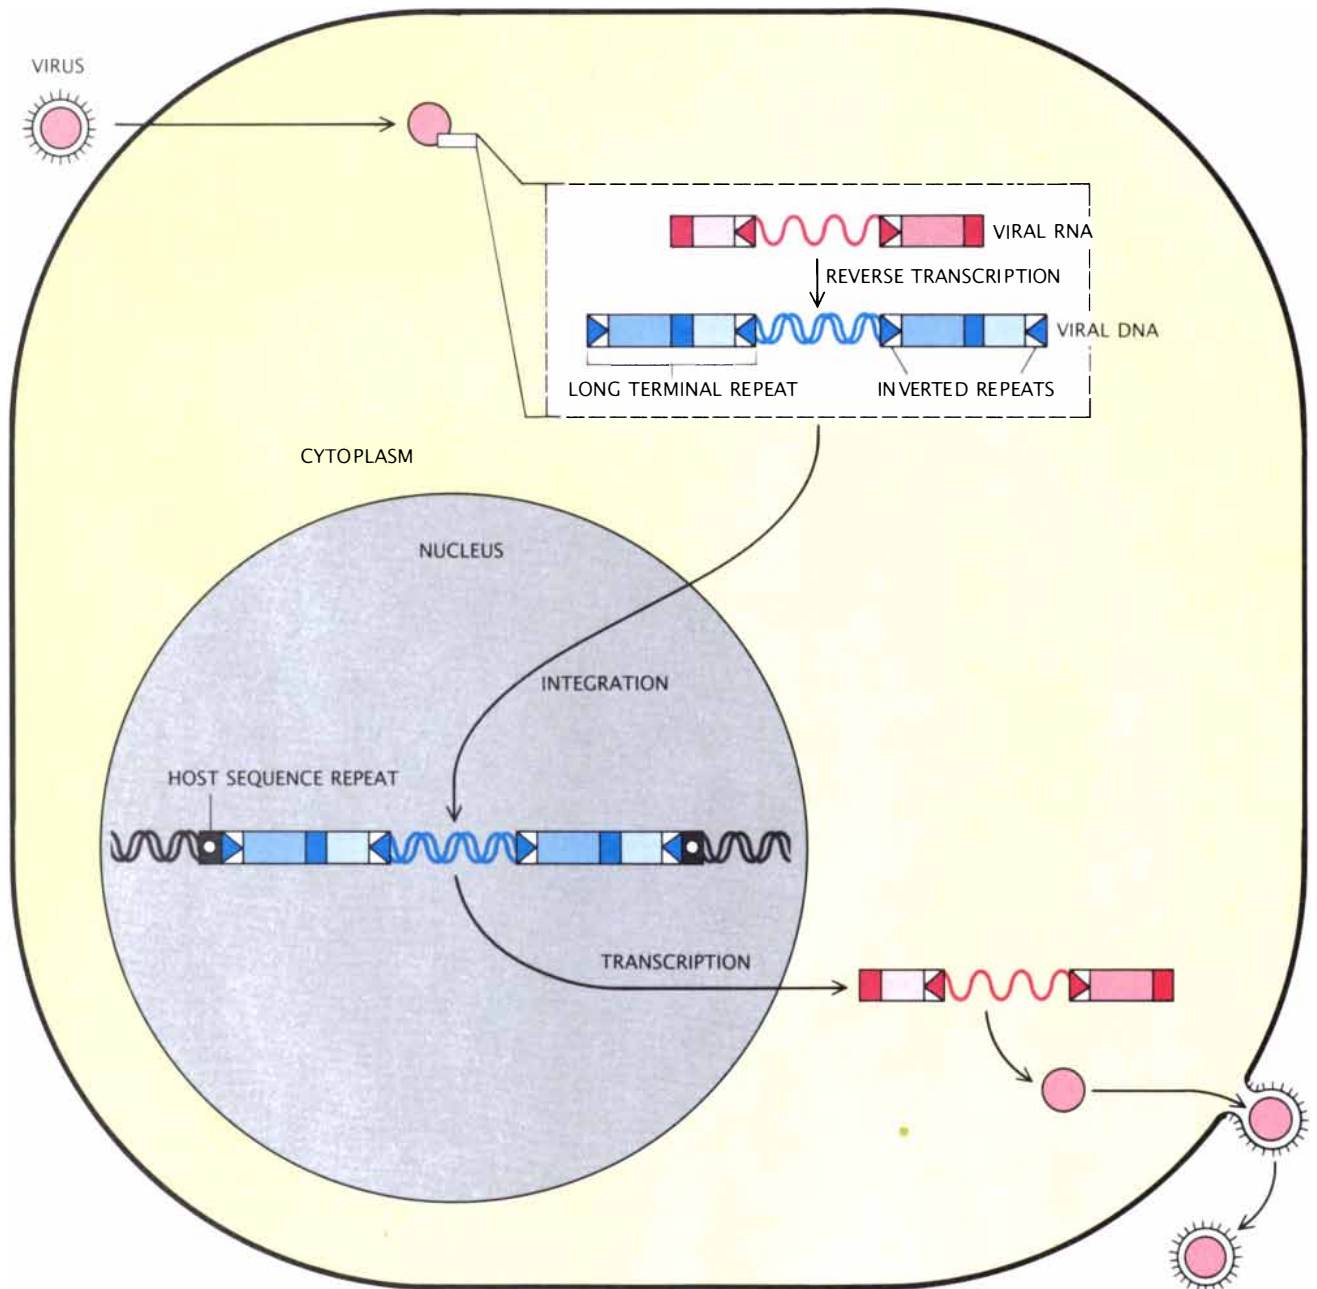 VIRUS
VIRAL RNA
REVERSE TRANSCRIPTION
VIRAL DNA
LONG TERMINAL REPEAT
INVERTED REPEATS
CYTOPLASM
NUCLEUS
INTEGRATION
HOST SEQUENCE REPEAT
TRANSCRIPTION